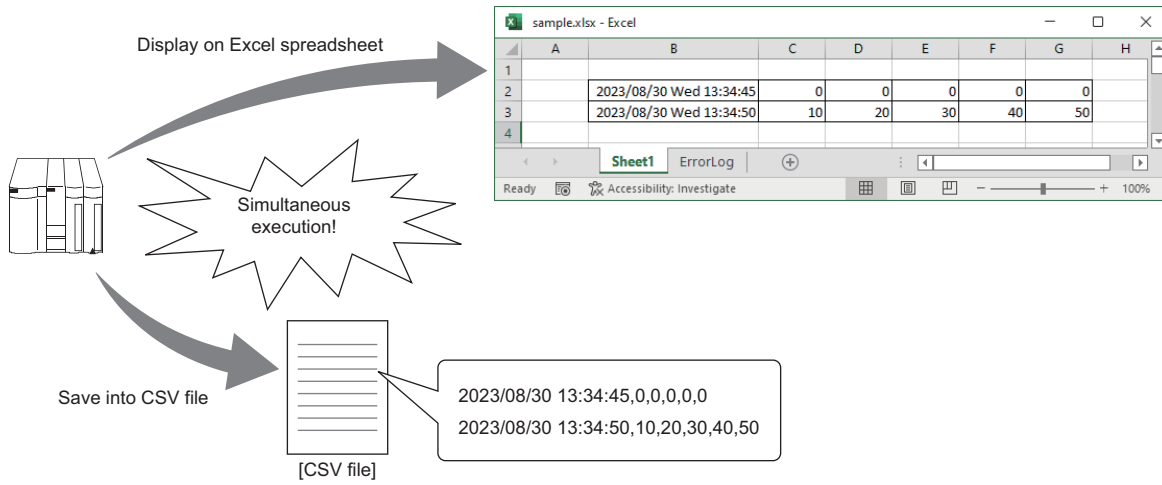 sample.xlsx - Excel
Display on Excel spreadsheet
A B C D E F G H
1
2 2023/08/30 Wed 13:34:45 0 0 0 0 0
3 2023/08/30 Wed 13:34:50 10 20 30 40 50
4
Sheet1 ErrorLog
Ready Accessibility: Investigate 100%
Simultaneous
execution!
Save into CSV file
2023/08/30 13:34:45,0,0,0,0,0
2023/08/30 13:34:50,10,20,30,40,50
[CSV file]